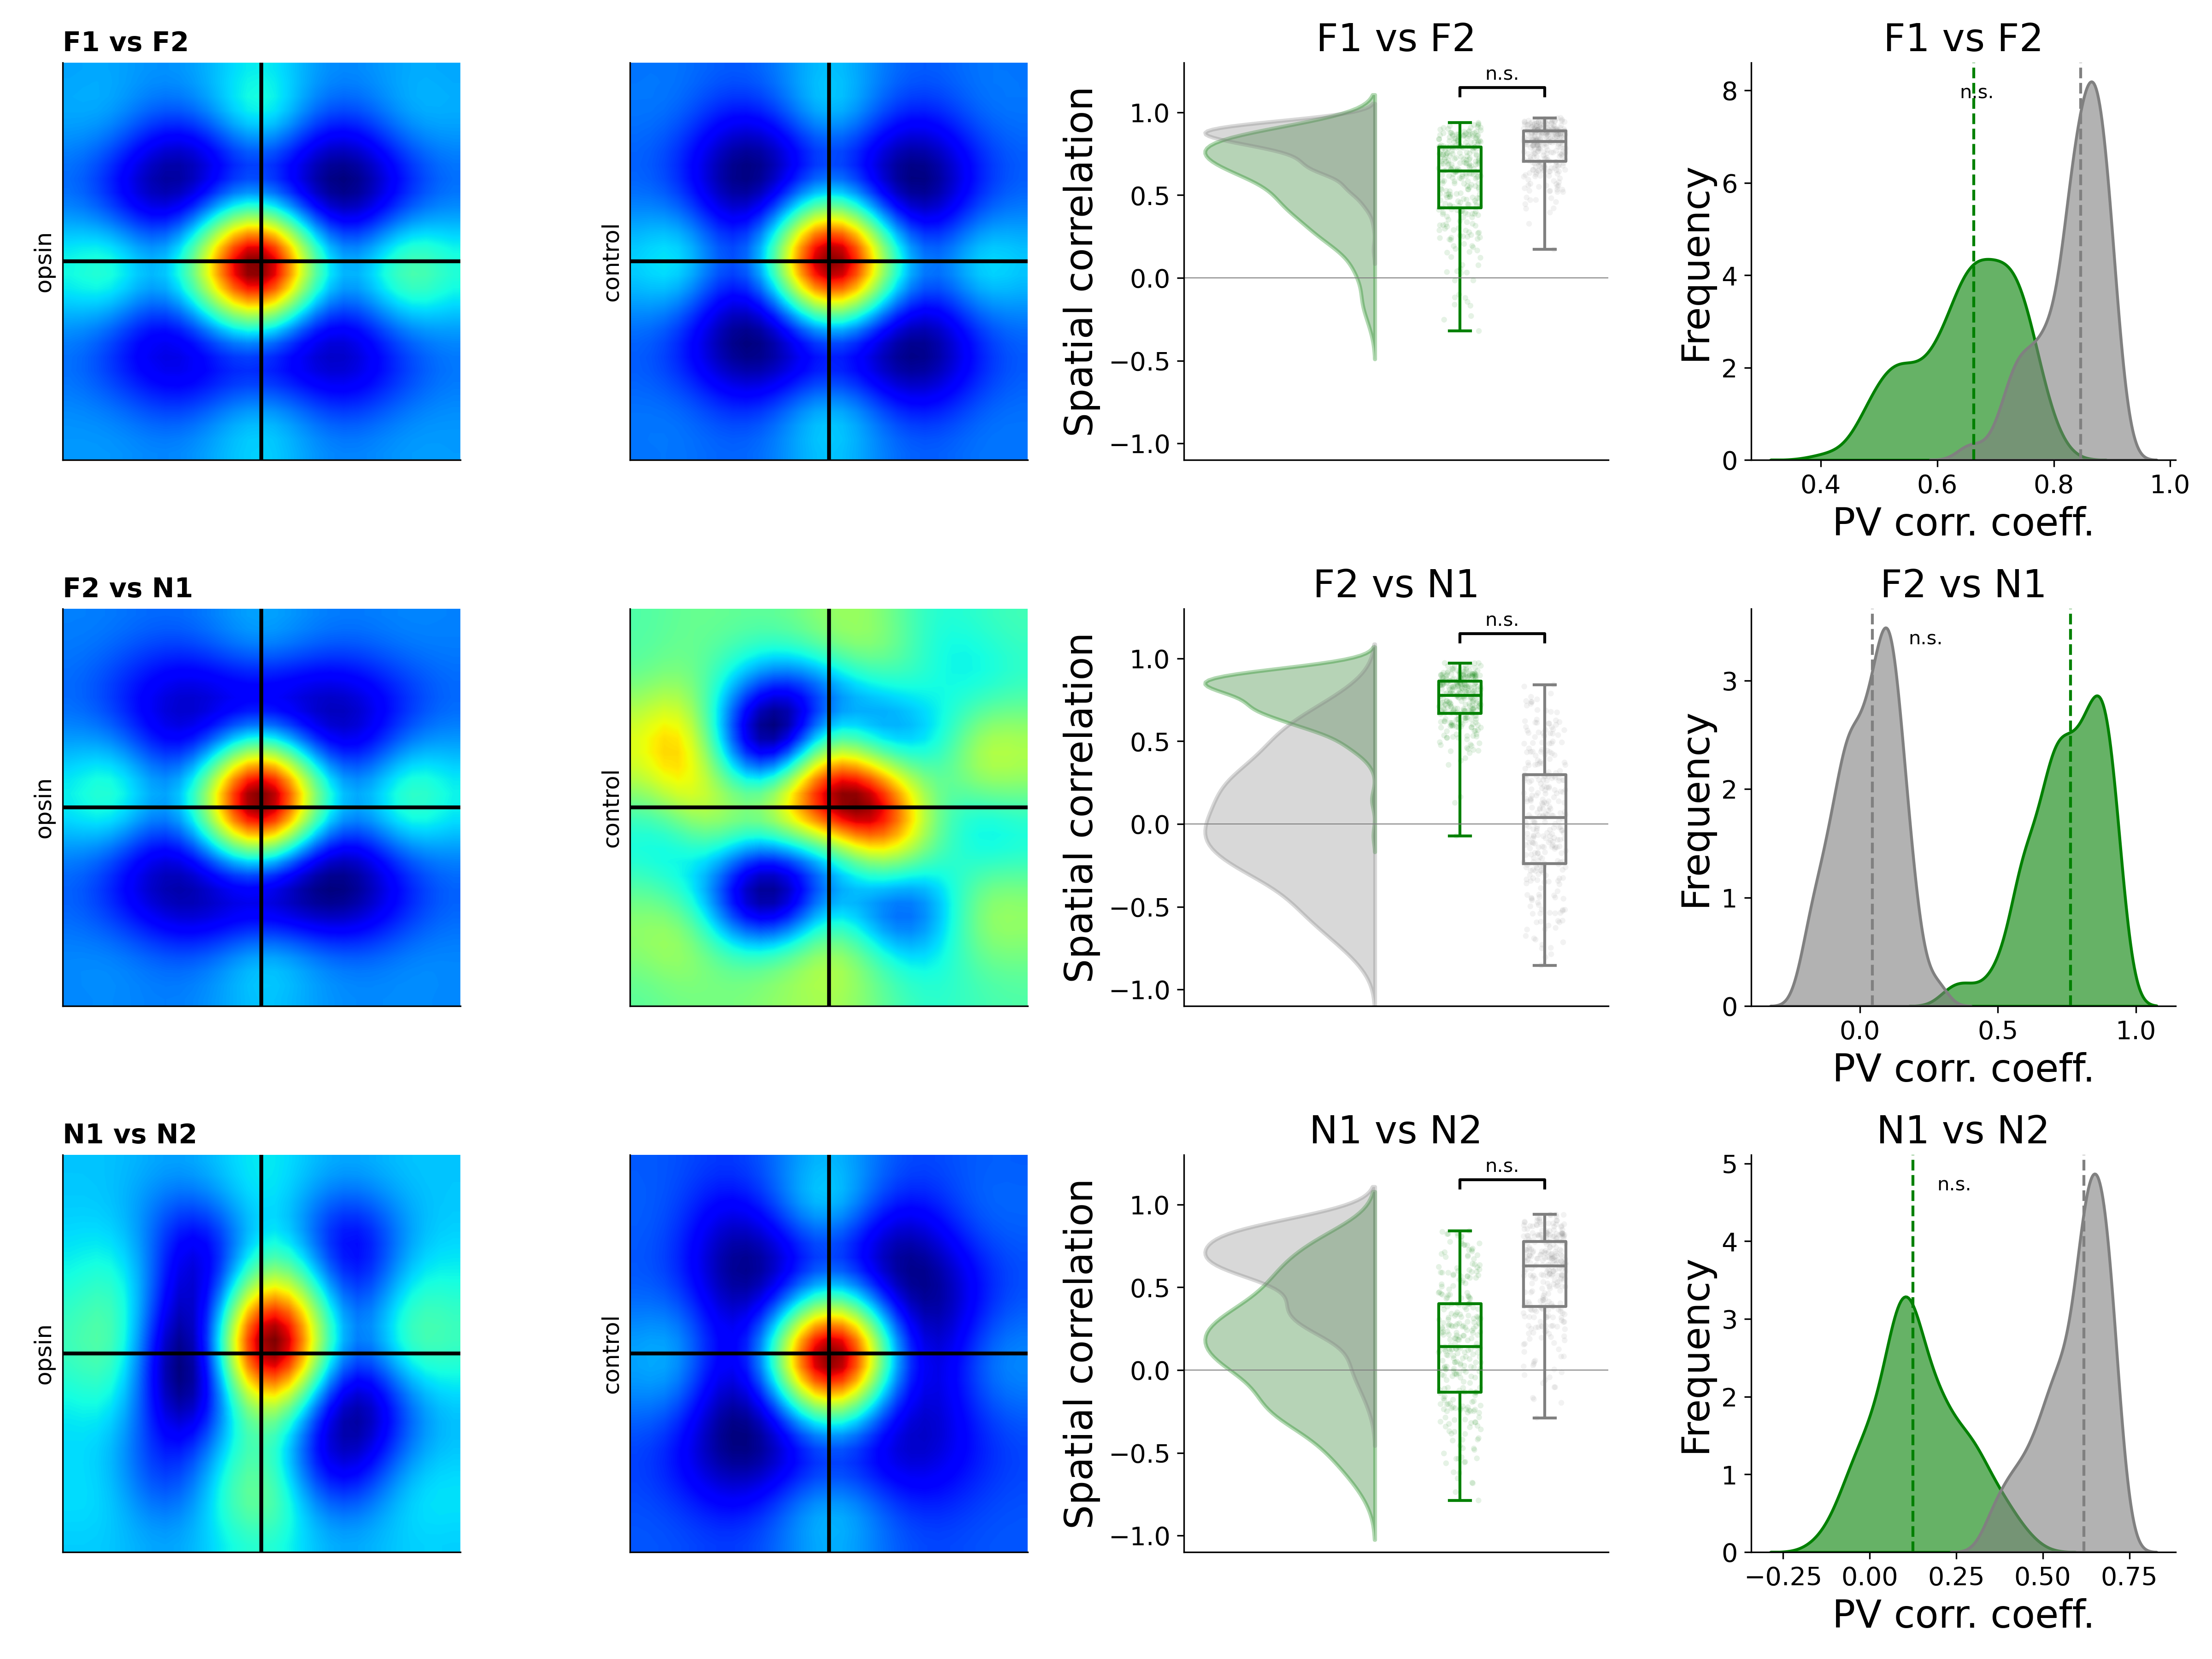 F1 vs F2
opsin
control
F1 vs F2
n.s.
Spatial correlation
1.0
0.5
0.0
−0.5
−1.0
F1 vs F2
n.s.
Frequency
8
6
4
2
0
0.4 0.6 0.8 1.0
PV corr. coeff.
F2 vs N1
opsin
control
F2 vs N1
n.s.
Spatial correlation
1.0
0.5
0.0
−0.5
−1.0
F2 vs N1
n.s.
Frequency
3
2
1
0
0.0 0.5 1.0
PV corr. coeff.
N1 vs N2
opsin
control
N1 vs N2
n.s.
Spatial correlation
1.0
0.5
0.0
−0.5
−1.0
N1 vs N2
n.s.
Frequency
5
4
3
2
1
0
−0.25 0.00 0.25 0.50 0.75
PV corr. coeff.